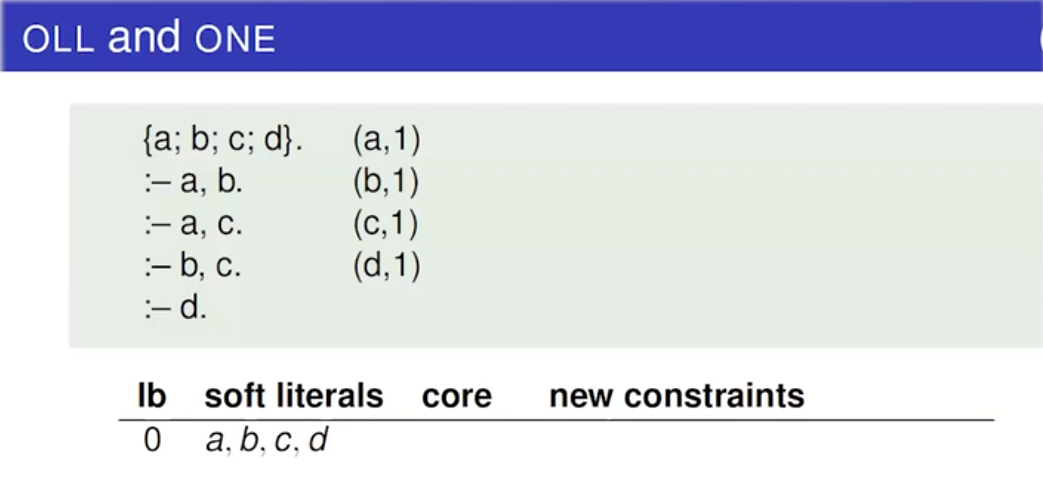 OLL and ONE
{a; b; c; d}. (a,1)
:– a, b. (b,1)
:– a, c. (c,1)
:– b, c. (d,1)
:– d.
lb soft literals core new constraints
0 a, b, c, d